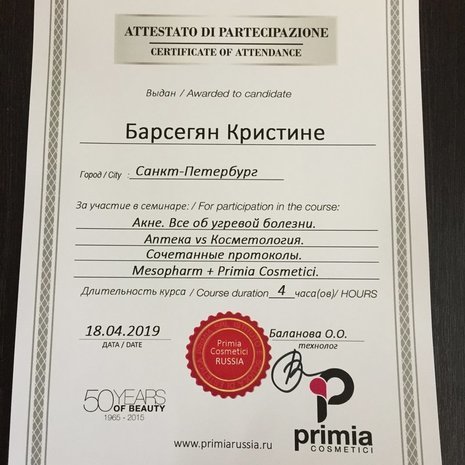 ATTESTATO DI PARTECIPAZIONE
CERTIFICATE OF ATTENDANCE
Выдан / Awarded to candidate
Барсегян Кристине
Город / City : Санкт-Петербург
За участие в семинаре: / For participation in the course:
Акне. Все об угревой болезни.
Аптека vs Косметология.
Сочетанные протоколы.
Mesopharm + Primia Cosmetici.
Длительность курса / Course duration 4 часа(ов)/ HOURS
18.04.2019
ДАТА / DATE
Primia
Cosmetici
RUSSIA
Баланова О.О.
технолог
50 YEARS
OF BEAUTY
1965 - 2015
www.primiarussia.ru
primia
COSMETICI